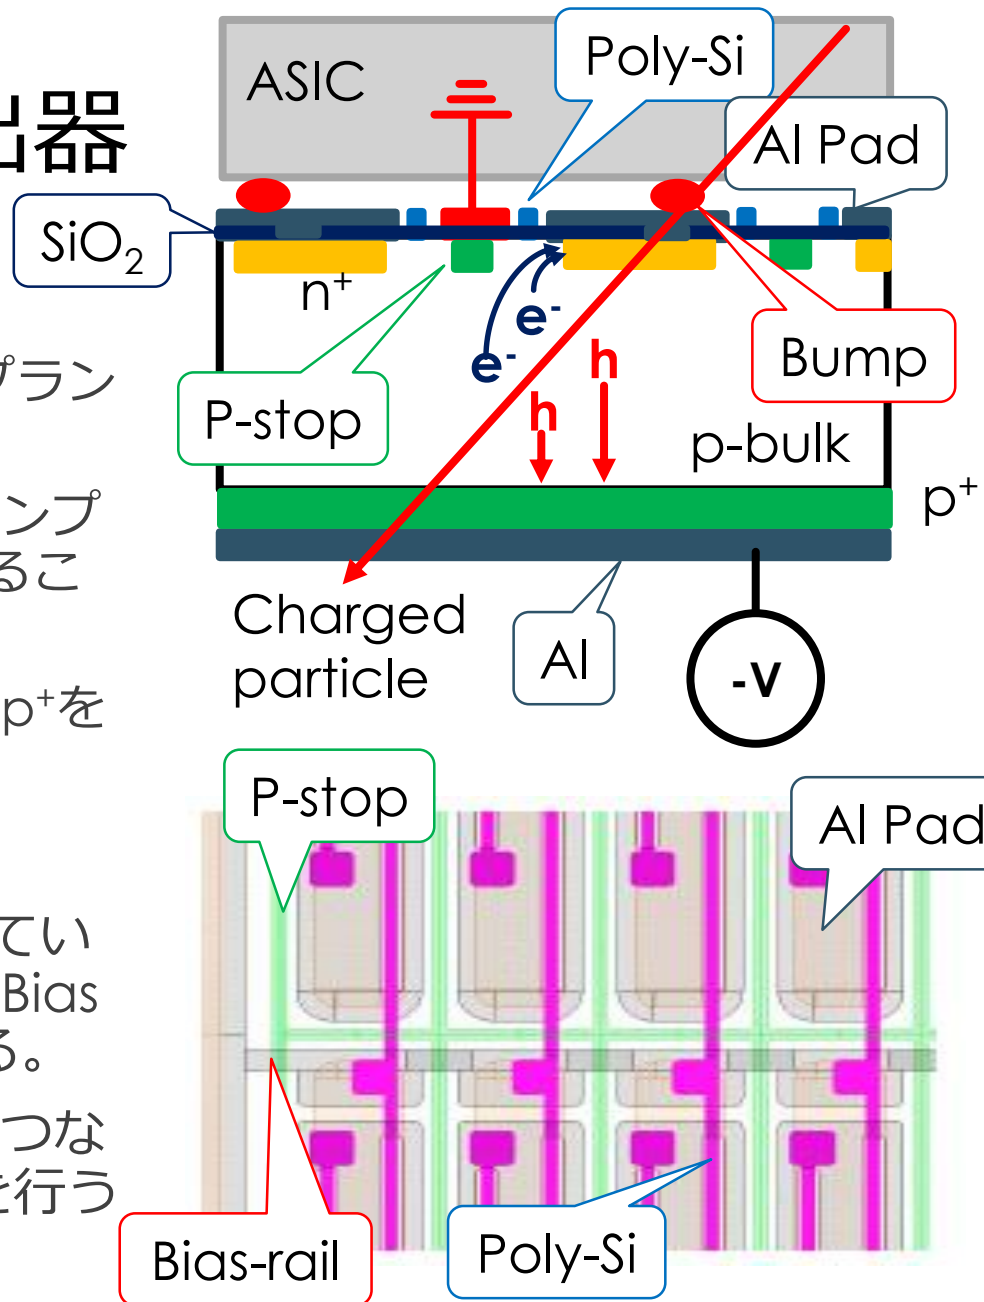 出器
ASIC
Poly-Si
Al Pad
SiO₂
n⁺
e⁻
e⁻
h
h
Bump
P-stop
p-bulk
p⁺
プラン
ンプ
るこ
Charged
particle
Al
-V
p⁺を
P-stop
Al Pad
てい
Bias
る。
つな
を行う
Bias-rail
Poly-Si